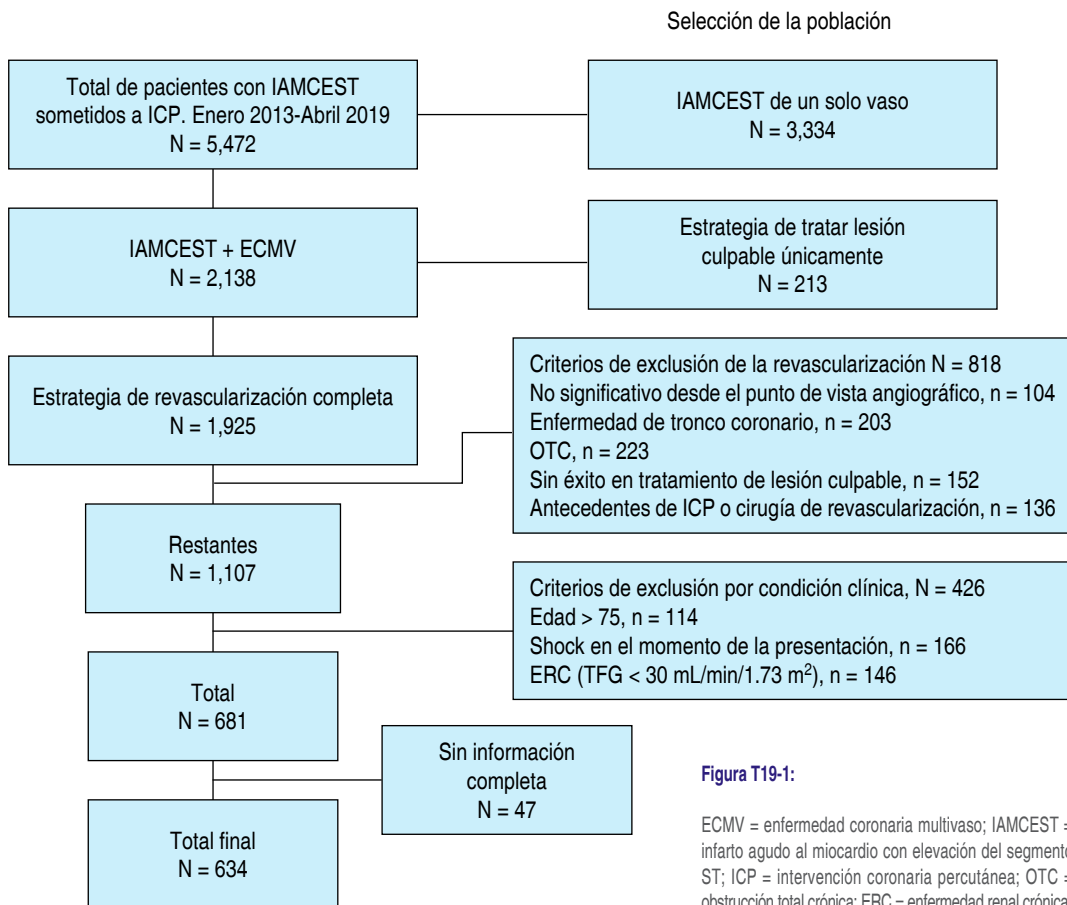 Selección de la población
Total de pacientes con IAMCEST
sometidos a ICP. Enero 2013-Abril 2019
N = 5,472
IAMCEST de un solo vaso
N = 3,334
IAMCEST + ECMV
N = 2,138
Estrategia de tratar lesión
culpable únicamente
N = 213
Estrategia de revascularización completa
N = 1,925
Criterios de exclusión de la revascularización N = 818
No significativo desde el punto de vista angiográfico, n = 104
Enfermedad de tronco coronario, n = 203
OTC, n = 223
Sin éxito en tratamiento de lesión culpable, n = 152
Antecedentes de ICP o cirugía de revascularización, n = 136
Restantes
N = 1,107
Criterios de exclusión por condición clínica, N = 426
Edad > 75, n = 114
Shock en el momento de la presentación, n = 166
ERC (TFG < 30 mL/min/1.73 m²), n = 146
Total
N = 681
Sin información
completa
N = 47
Total final
N = 634
Figura T19-1:
ECMV = enfermedad coronaria multivaso; IAMCEST =
infarto agudo al miocardio con elevación del segmento
ST; ICP = intervención coronaria percutánea; OTC =
obstrucción total crónica; ERC = enfermedad renal crónica